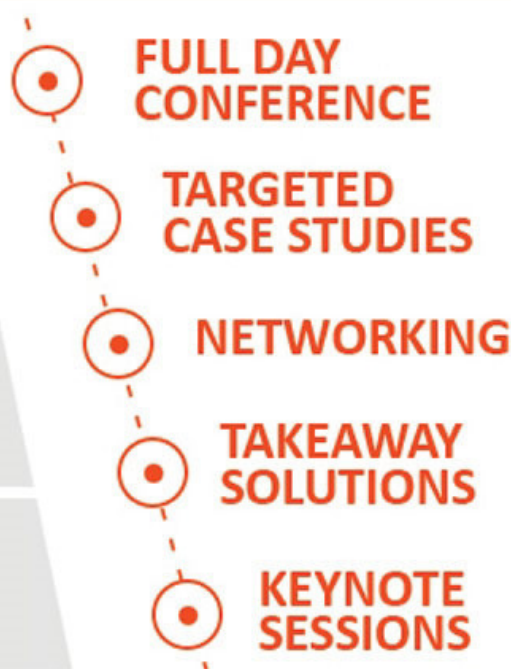 FULL DAY
CONFERENCE
TARGETED
CASE STUDIES
NETWORKING
TAKEAWAY
SOLUTIONS
KEYNOTE
SESSIONS